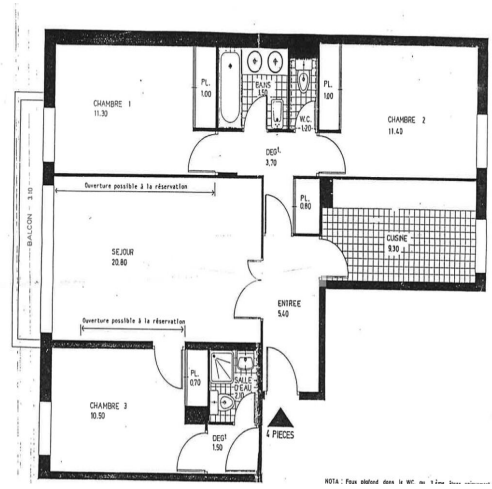 CHAMBRE 1
11.30
PL.
1.00
BAINS
W.C.
1.20
PL.
1.00
CHAMBRE 2
11.40
DEGt.
3.70
Ouverture possible à la réservation
BALCON 3.10
PL.
0.80
SEJOUR
20.80
CUISINE
9.30
ENTREE
5.40
Ouverture possible à la réservation
PL.
0.70
SALLE
D'EAU
2.10
CHAMBRE 3
10.50
DEGt
1.50
4 PIECES
NOTA : Faux plafond dans le W.C. au